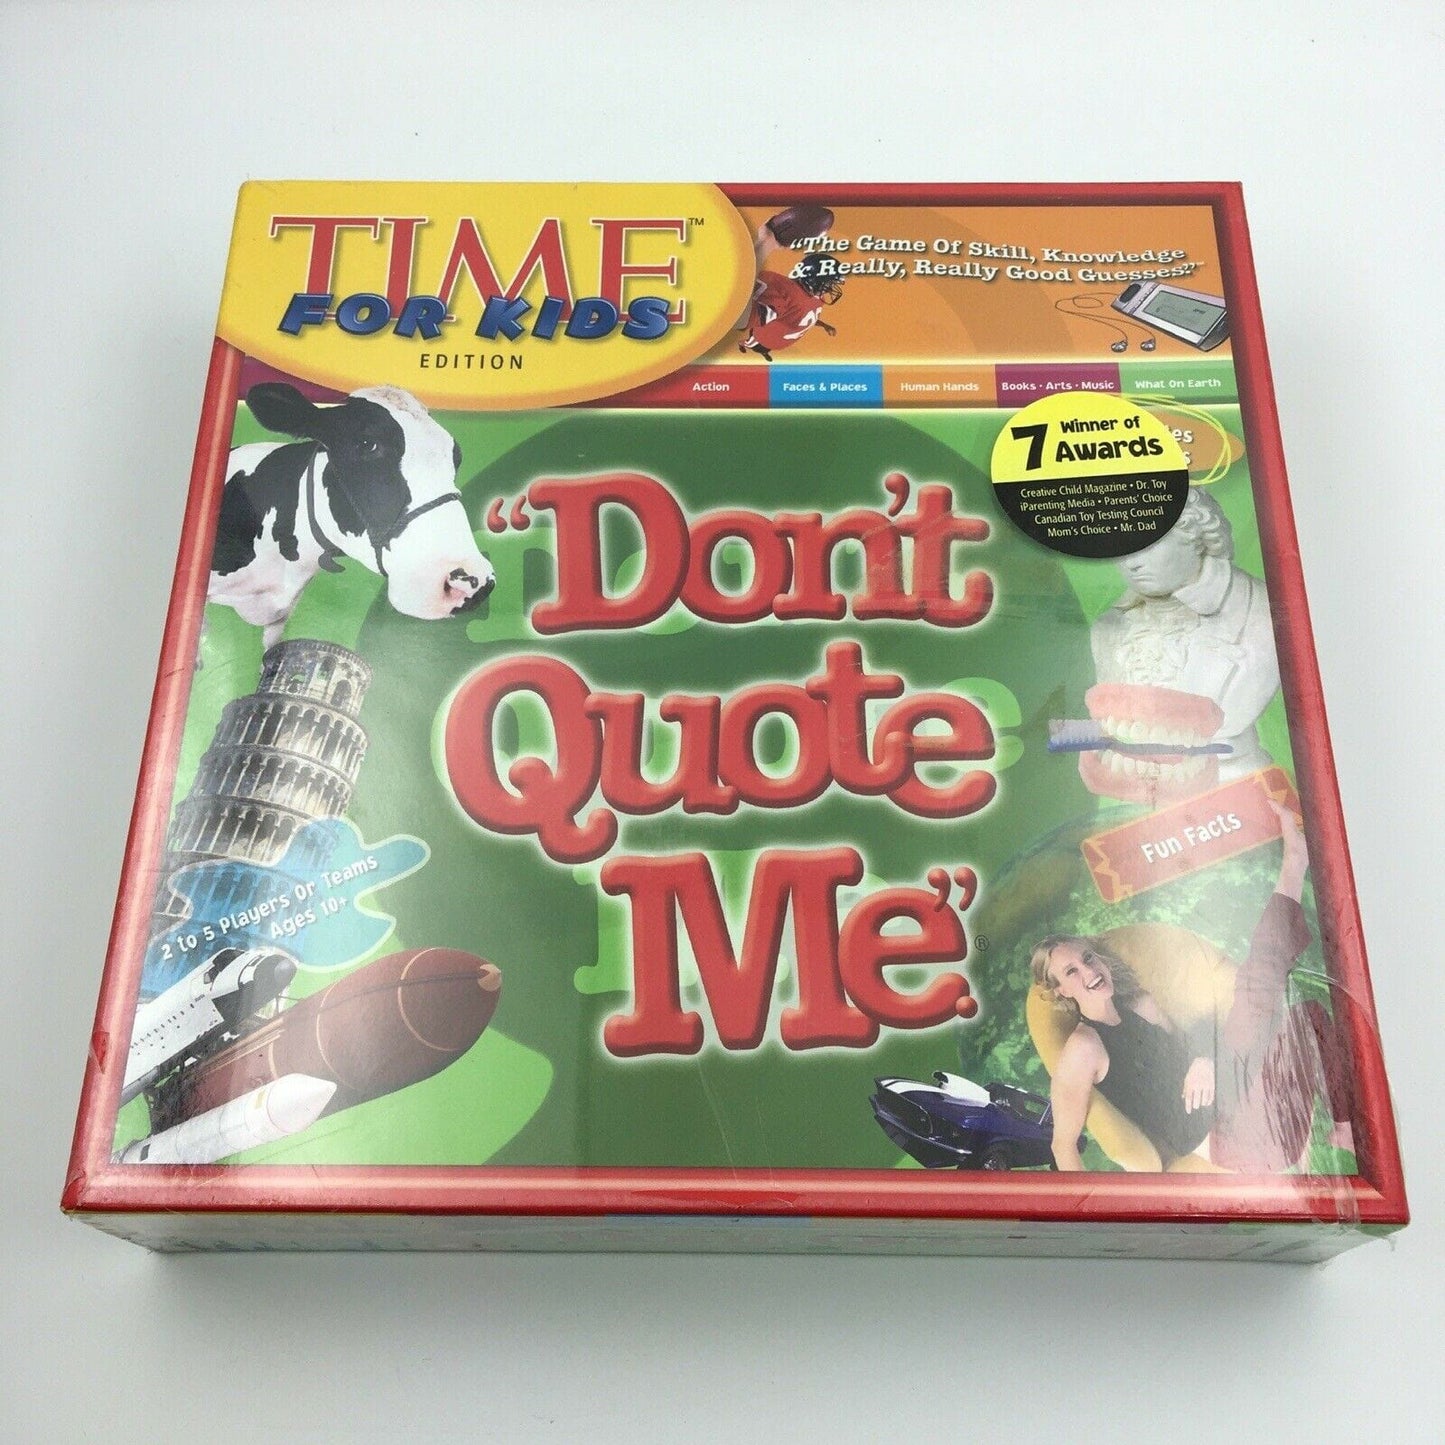 TIME™
FOR KIDS
EDITION
“The Game Of Skill, Knowledge
& Really, Really Good Guesses”™
Action
Faces & Places
Human Hands
Books • Arts • Music
What On Earth
7 Winner of
Awards
Creative Child Magazine • Dr. Toy
iParenting Media • Parents' Choice
Canadian Toy Testing Council
Mom's Choice • Mr. Dad
“Don't
Quote
Me.”®
Fun Facts
2 to 5 Players Or Teams
Ages 10+